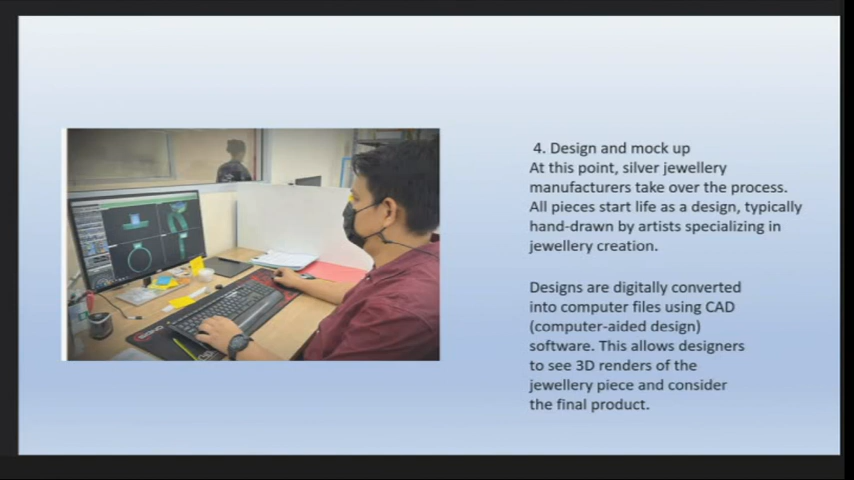 4. Design and mock up
At this point, silver jewellery
manufacturers take over the process.
All pieces start life as a design, typically
hand-drawn by artists specializing in
jewellery creation.
Designs are digitally converted
into computer files using CAD
(computer-aided design)
software. This allows designers
to see 3D renders of the
jewellery piece and consider
the final product.